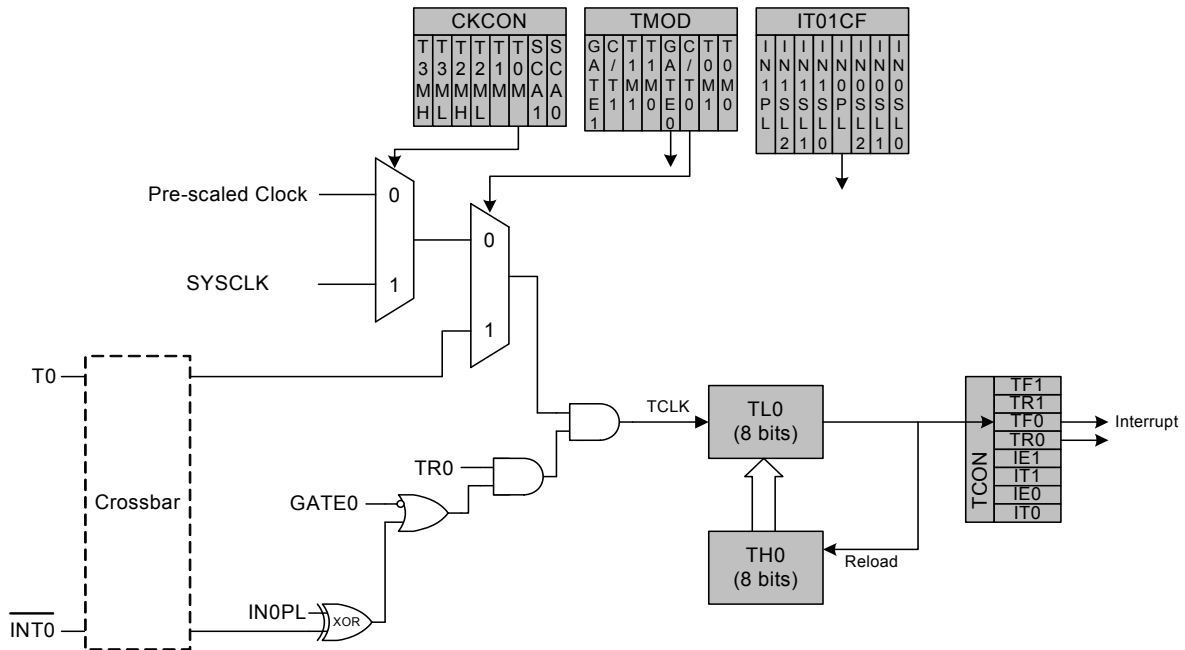 CKCON
T3MH
T3ML
T2MH
T2ML
T1M
T0M
SCA1
SCA0
TMOD
GATE1
C/T1
T1M1
T1M0
GATE0
C/T0
T0M1
T0M0
IT01CF
IN1PL
IN1SL2
IN1SL1
IN1SL0
IN0PL
IN0SL2
IN0SL1
IN0SL0
Pre-scaled Clock
0
SYSCLK
1
0
1
T0
Crossbar
INT0
TR0
GATE0
IN0PL
XOR
TCLK
TL0
(8 bits)
TH0
(8 bits)
Reload
TCON
TF1
TR1
TF0
TR0
IE1
IT1
IE0
IT0
Interrupt